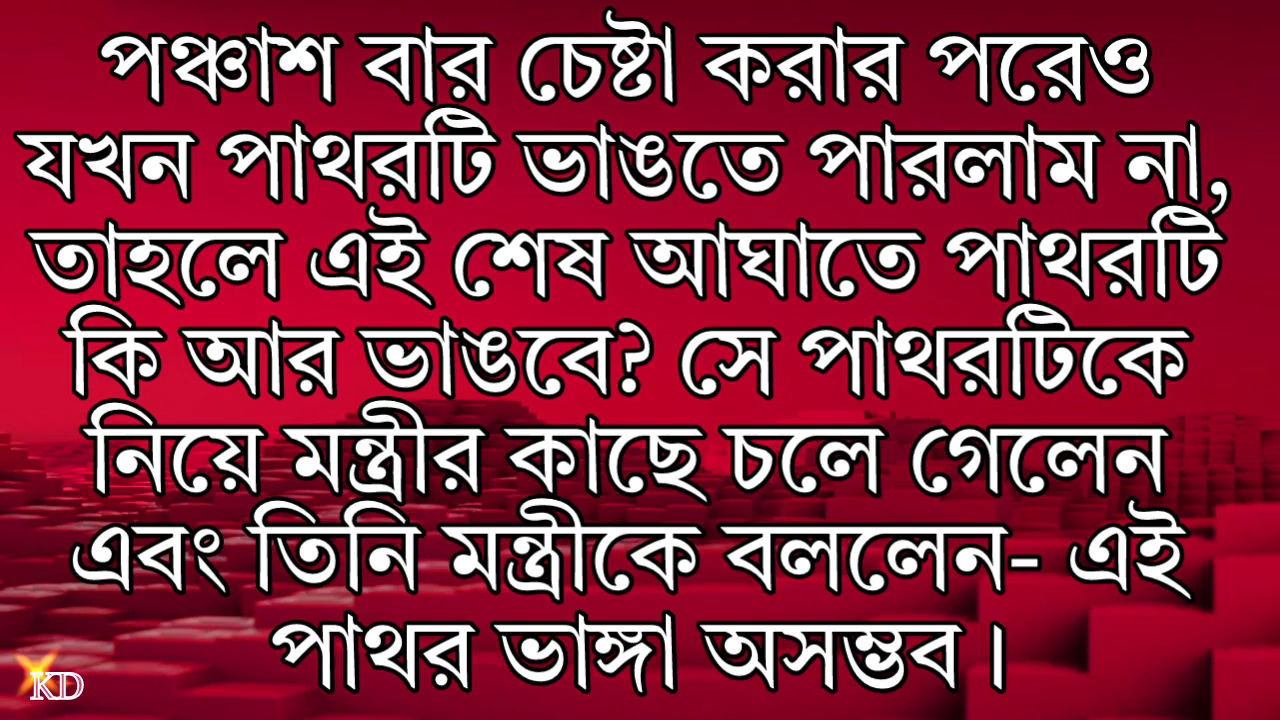 পঞ্চাশ বার চেষ্টা করার পরেও
যখন পাথরটি ভাঙতে পারলাম না,
তাহলে এই শেষ আঘাতে পাথরটি
কি আর ভাঙবে? সে পাথরটিকে
নিয়ে মন্ত্রীর কাছে চলে গেলেন
এবং তিনি মন্ত্রীকে বললেন- এই
পাথর ভাঙ্গা অসম্ভব।
KD